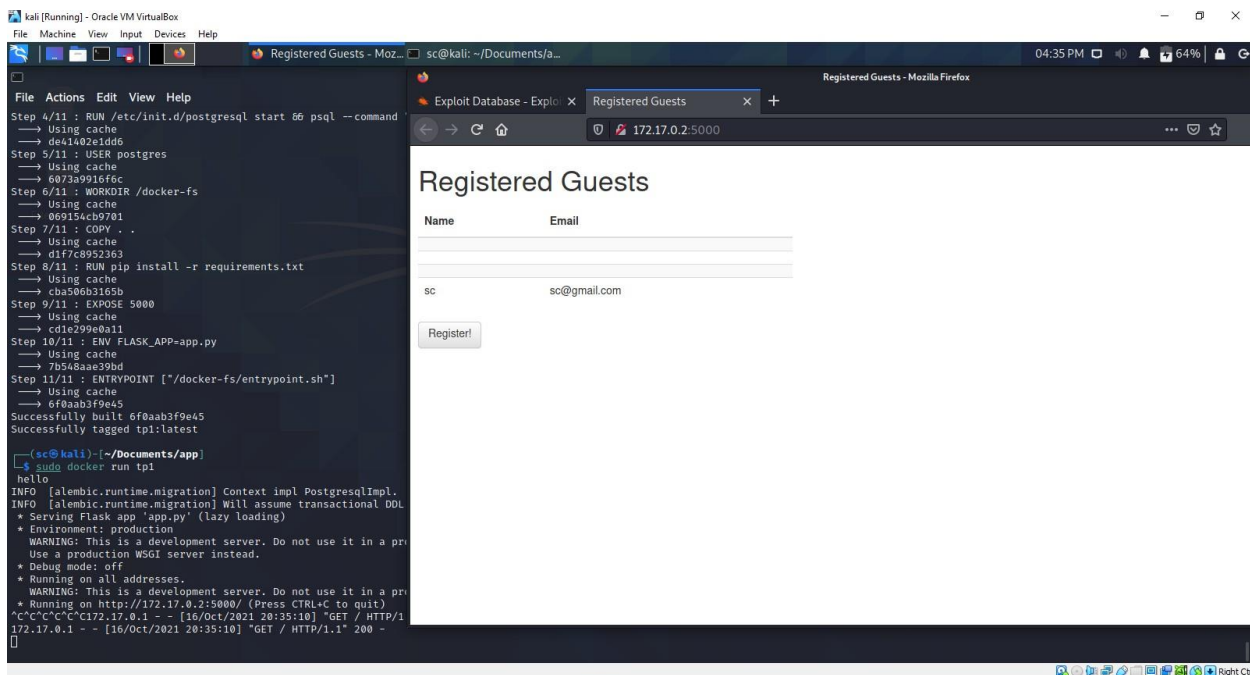 kali [Running] - Oracle VM VirtualBox
File Machine View Input Devices Help
Registered Guests - Moz...
sc@kali: ~/Documents/a...
04:35 PM
64%
File Actions Edit View Help
Step 4/11 : RUN /etc/init.d/postgresql start && psql --command
---> Using cache
---> de41402e1dd6
Step 5/11 : USER postgres
---> Using cache
---> 6073a9916f6c
Step 6/11 : WORKDIR /docker-fs
---> Using cache
---> 069154cb9701
Step 7/11 : COPY . .
---> Using cache
---> d1f7c8952363
Step 8/11 : RUN pip install -r requirements.txt
---> Using cache
---> cba506b3165b
Step 9/11 : EXPOSE 5000
---> Using cache
---> cd1e299e0a11
Step 10/11 : ENV FLASK_APP=app.py
---> Using cache
---> 7b548aae39bd
Step 11/11 : ENTRYPOINT ["/docker-fs/entrypoint.sh"]
---> Using cache
---> 6f0aab3f9e45
Successfully built 6f0aab3f9e45
Successfully tagged tp1:latest
(sc㉿kali)-[~/Documents/app]
$ sudo docker run tp1
hello
INFO [alembic.runtime.migration] Context impl PostgresqlImpl.
INFO [alembic.runtime.migration] Will assume transactional DDL
* Serving Flask app 'app.py' (lazy loading)
* Environment: production
WARNING: This is a development server. Do not use it in a pr
Use a production WSGI server instead.
* Debug mode: off
* Running on all addresses.
WARNING: This is a development server. Do not use it in a pr
* Running on http://172.17.0.2:5000/ (Press CTRL+C to quit)
^C^C^C^C^C^C172.17.0.1 - - [16/Oct/2021 20:35:10] "GET / HTTP/1
172.17.0.1 - - [16/Oct/2021 20:35:10] "GET / HTTP/1.1" 200 -
Registered Guests - Mozilla Firefox
Exploit Database - Exploi
Registered Guests
172.17.0.2:5000
Registered Guests
Name Email
sc sc@gmail.com
Register!
Right Ct